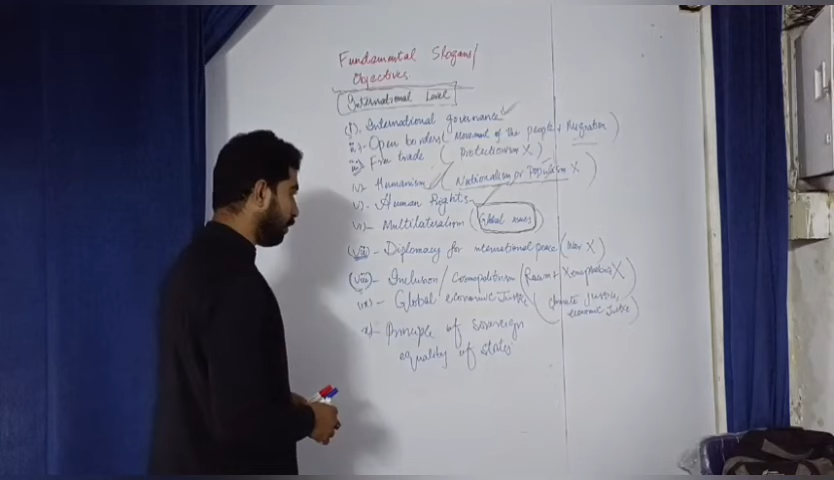 Fundamental Slogans/
Objectives
International Level
(i). International governance ✓
ii)- Open borders (Movement of the people + Migration)
iii)- Free trade (Protectionism X)
iv)- Humanism (Nationalism or Populism X)
v)- Human Rights
vi)- Multilateralism (Global issues)
(vii)- Diplomacy for international peace (War X)
(viii)- Inclusion/Cosmopolitism (Racism + Xenophobia X)
ix)- Global economic Justice (climate justice, economic Justice)
x)- Principle of sovereign
equality of states